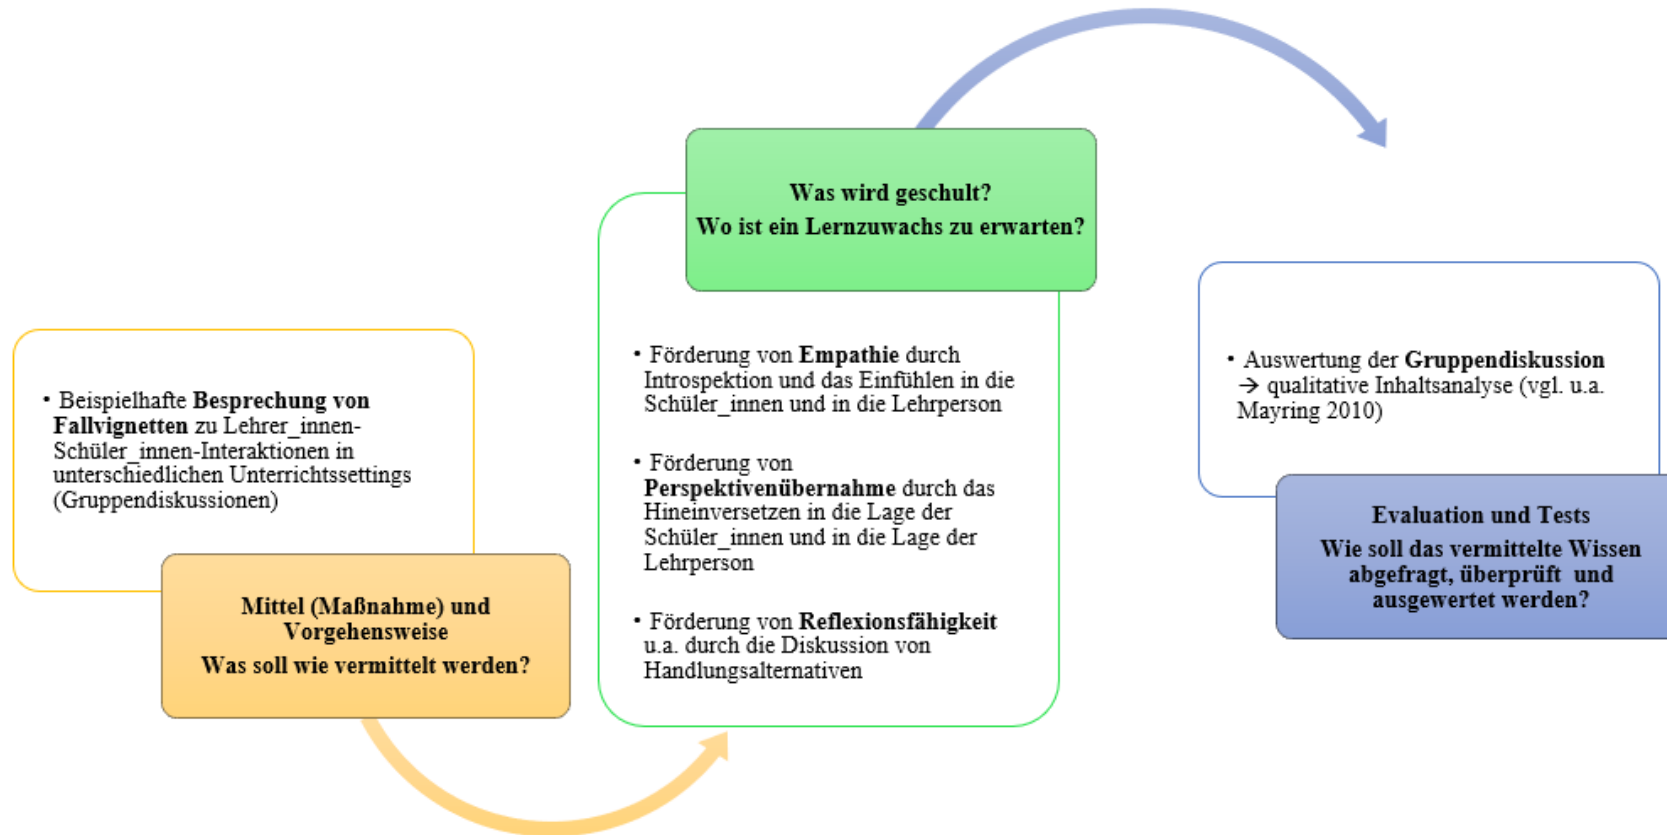 • Beispielhafte Besprechung von
Fallvignetten zu Lehrer_innen-
Schüler_innen-Interaktionen in
unterschiedlichen Unterrichtssettings
(Gruppendiskussionen)
Mittel (Maßnahme) und
Vorgehensweise
Was soll wie vermittelt werden?
Was wird geschult?
Wo ist ein Lernzuwachs zu erwarten?
• Förderung von Empathie durch
Introspektion und das Einfühlen in die
Schüler_innen und in die Lehrperson
• Förderung von
Perspektivenübernahme durch das
Hineinversetzen in die Lage der
Schüler_innen und in die Lage der
Lehrperson
• Förderung von Reflexionsfähigkeit
u.a. durch die Diskussion von
Handlungsalternativen
• Auswertung der Gruppendiskussion
→ qualitative Inhaltsanalyse (vgl. u.a.
Mayring 2010)
Evaluation und Tests
Wie soll das vermittelte Wissen
abgefragt, überprüft und
ausgewertet werden?